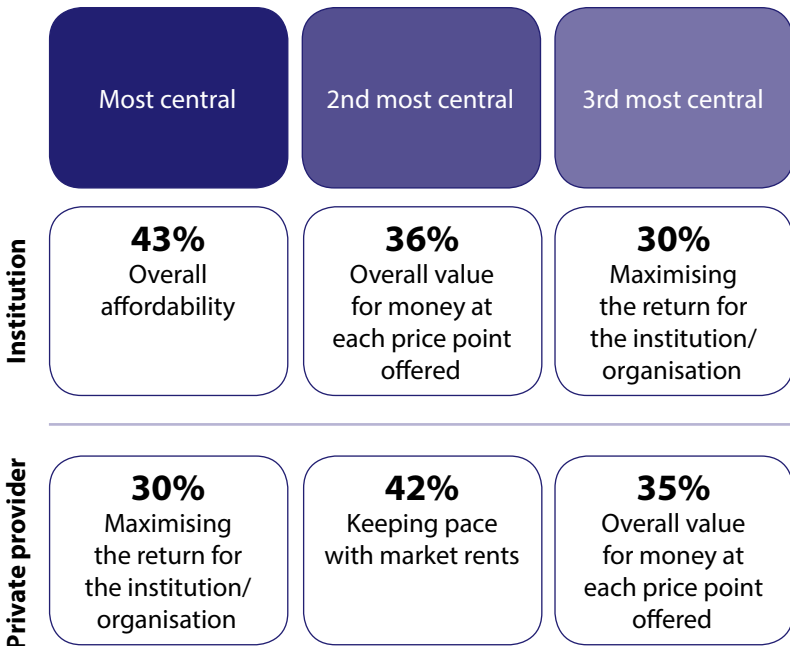 Most central
2nd most central
3rd most central
Institution
43%
Overall
affordability
36%
Overall value
for money at
each price point
offered
30%
Maximising
the return for
the institution/
organisation
Private provider
30%
Maximising
the return for
the institution/
organisation
42%
Keeping pace
with market rents
35%
Overall value
for money at
each price point
offered